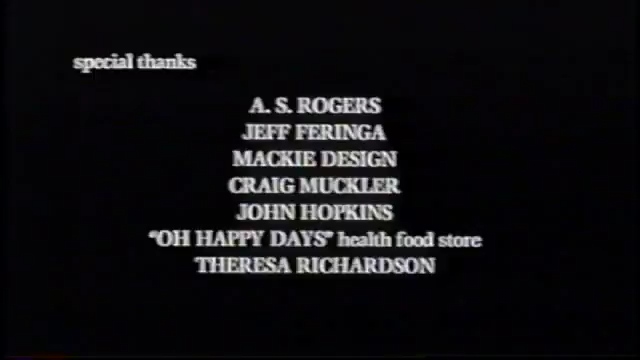 special thanks
A. S. ROGERS
JEFF FERINGA
MACKIE DESIGN
CRAIG MUCKLER
JOHN HOPKINS
“OH HAPPY DAYS” health food store
THERESA RICHARDSON